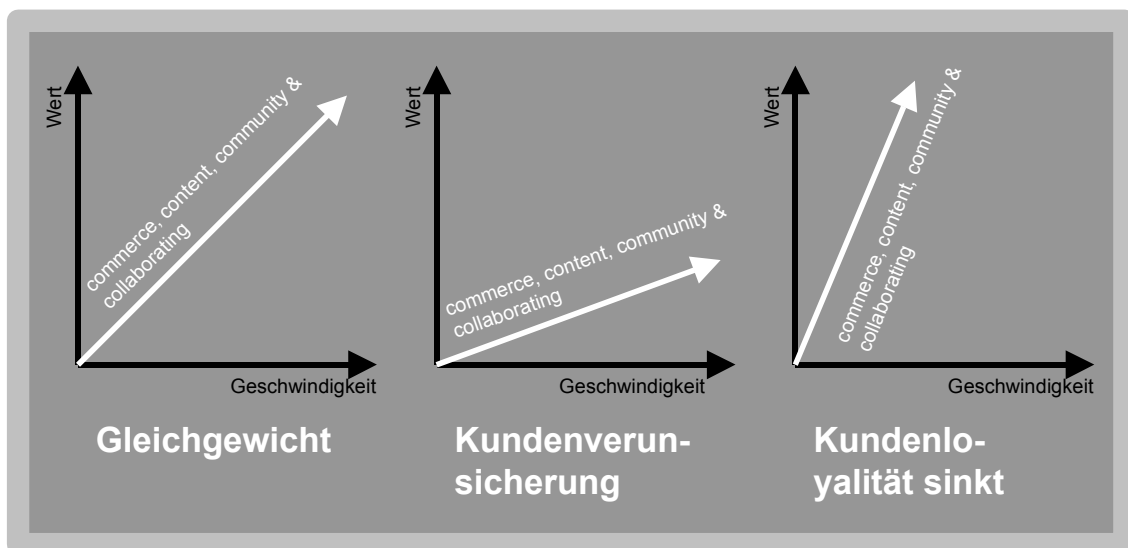 Wert
commerce, content, community &
collaborating
Geschwindigkeit
Gleichgewicht
Wert
commerce, content, community &
collaborating
Geschwindigkeit
Kundenverun-
sicherung
Wert
commerce, content, community &
collaborating
Geschwindigkeit
Kundenlo-
yalität sinkt